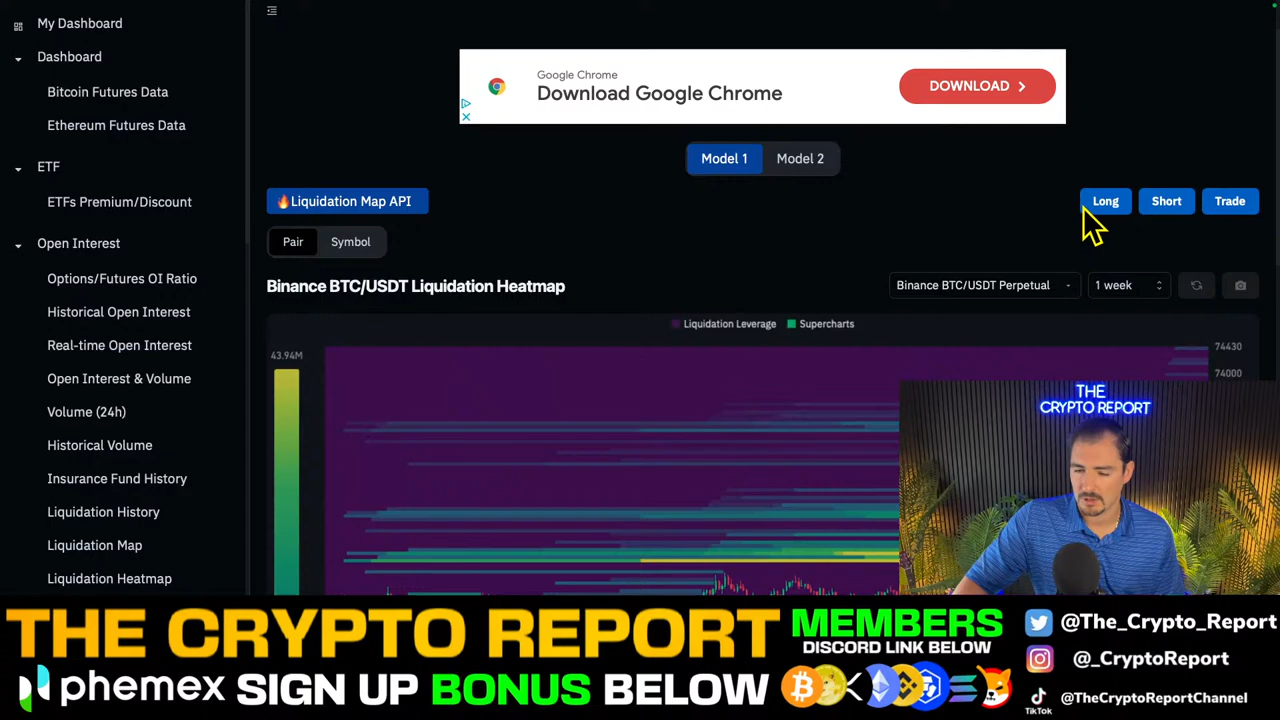 My Dashboard
Dashboard
Bitcoin Futures Data
Ethereum Futures Data
ETF
ETFs Premium/Discount
Open Interest
Options/Futures OI Ratio
Historical Open Interest
Real-time Open Interest
Open Interest & Volume
Volume (24h)
Historical Volume
Insurance Fund History
Liquidation History
Liquidation Map
Liquidation Heatmap
Google Chrome
Download Google Chrome
DOWNLOAD
Model 1 Model 2
🔥Liquidation Map API
Long Short Trade
Pair Symbol
Binance BTC/USDT Liquidation Heatmap
Binance BTC/USDT Perpetual
1 week
Liquidation Leverage Supercharts
43.94M
74430
74000
THE
CRYPTO REPORT
THE CRYPTO REPORT
MEMBERS
DISCORD LINK BELOW
phemex SIGN UP BONUS BELOW
@The_Crypto_Report
@_CryptoReport
TikTok
@TheCryptoReportChannel